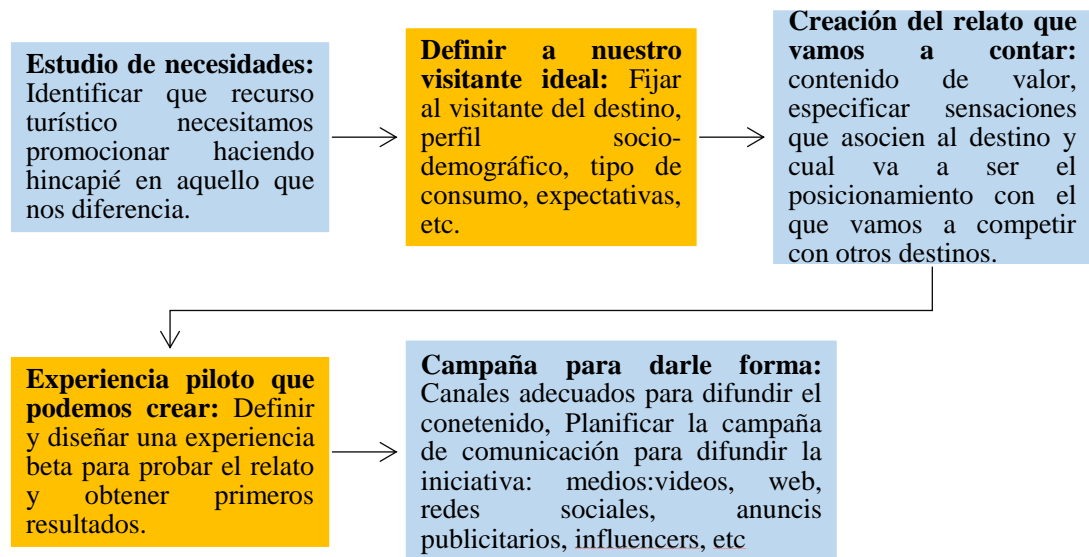 Estudio de necesidades:
Identificar que recurso
turístico necesitamos
promocionar haciendo
hincapié en aquello que
nos diferencia.
Definir a nuestro
visitante ideal: Fijar
al visitante del destino,
perfil socio-
demográfico, tipo de
consumo, expectativas,
etc.
Creación del relato que
vamos a contar:
contenido de valor,
especificar sensaciones
que asocien al destino y
cual va a ser el
posicionamiento con el
que vamos a competir
con otros destinos.
Experiencia piloto que
podemos crear: Definir
y diseñar una experiencia
beta para probar el relato
y obtener primeros
resultados.
Campaña para darle forma:
Canales adecuados para difundir el
conetenido, Planificar la campaña
de comunicación para difundir la
iniciativa: medios:videos, web,
redes sociales, anuncis
publicitarios, influencers, etc